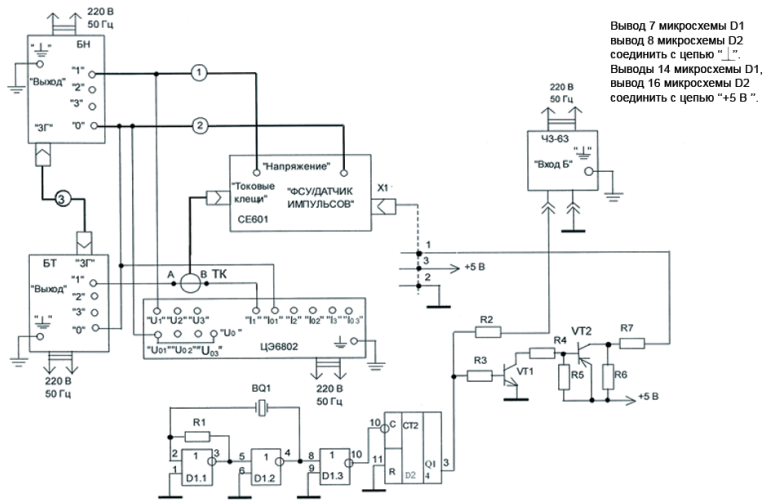 220 В
50 Гц
"⊥"
БН
"Выход"
"1"
"2"
"3"
"0"
"ЗГ"
1
2
3
БТ
"ЗГ"
"Выход"
"1"
"2"
"3"
"⊥"
"0"
220 В
50 Гц
"Напряжение"
"Токовые
клещи"
"ФСУ/ДАТЧИК
ИМПУЛЬСОВ"
СЕ601
X1
А
В
ТК
"U1" "U2" "U3"
"I1" "I01" "I2" "I02" "I3" "I03"
"U0"
"U01" "U02" "U03"
ЦЭ6802
⊥
220 В
50 Гц
Вывод 7 микросхемы D1
вывод 8 микросхемы D2
соединить с цепью "⊥".
Выводы 14 микросхемы D1,
вывод 16 микросхемы D2
соединить с цепью "+5 В ".
220 В
50 Гц
ЧЗ-63
"⊥"
"Вход Б"
1
3
+5 В
2
R2
R3
VT1
R4
VT2
R5
R6
R7
+5 В
BQ1
R1
2
1
1
3
D1.1
5
6
1
4
D1.2
8
9
1
10
D1.3
10
C
CT2
11
R
D2
Q1
4
3